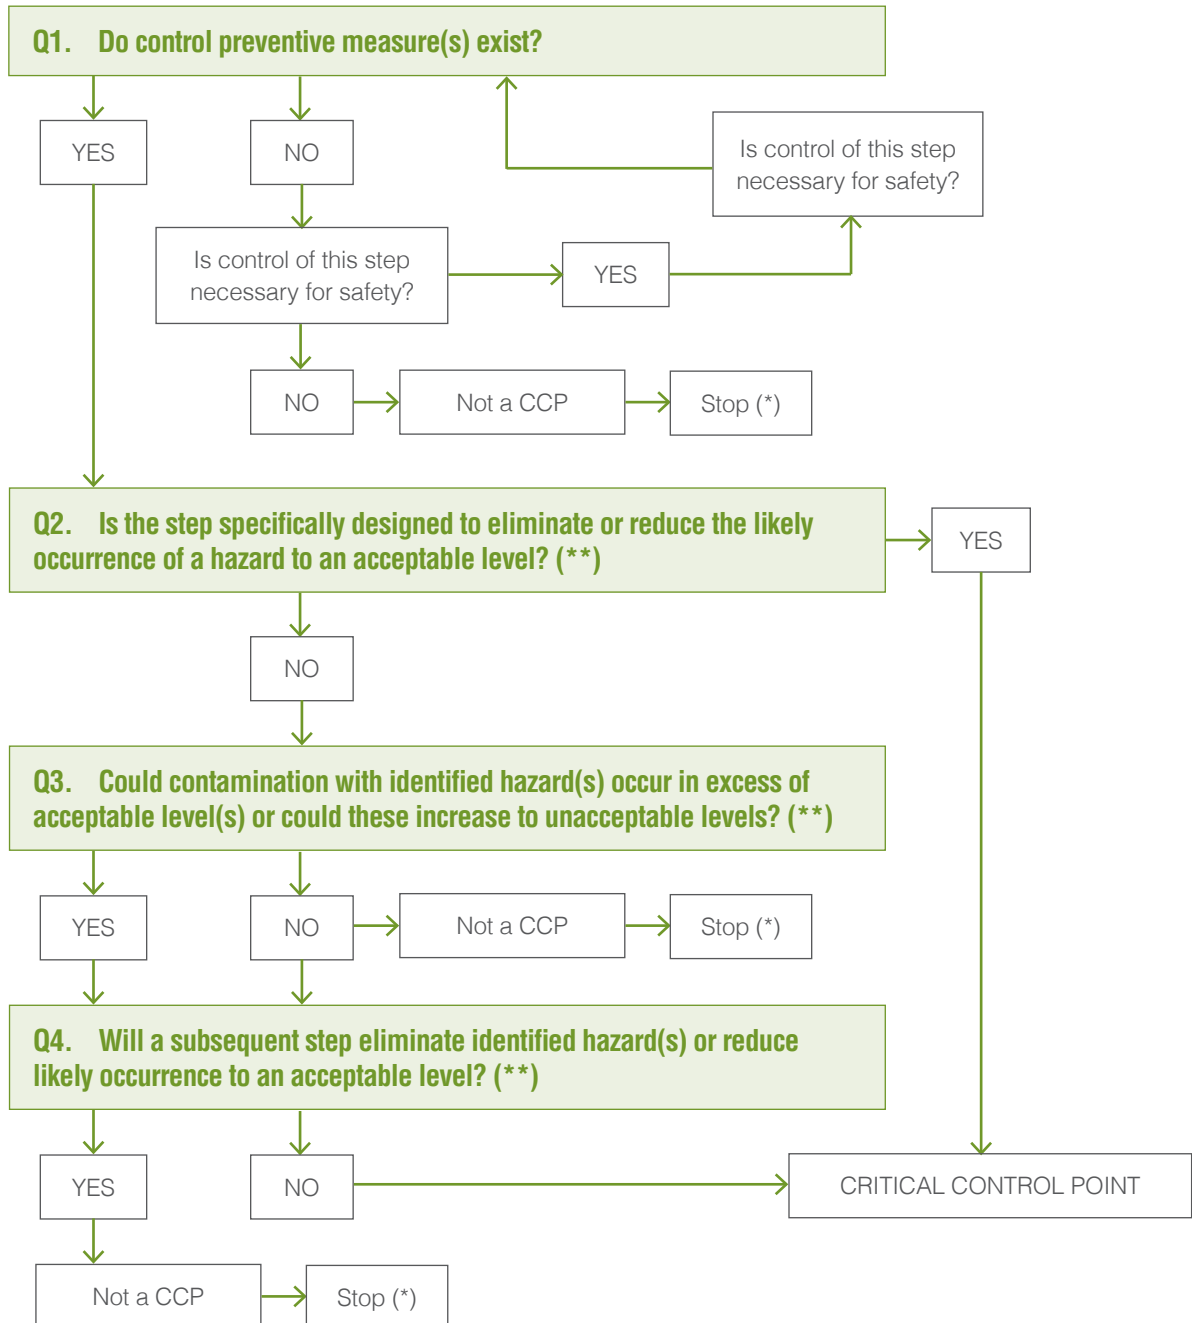 Q1. Do control preventive measure(s) exist?
YES
NO
Is control of this step
necessary for safety?
Is control of this step
necessary for safety?
YES
NO
Not a CCP
Stop (*)
Q2. Is the step specifically designed to eliminate or reduce the likely
occurrence of a hazard to an acceptable level? (**)
YES
NO
Q3. Could contamination with identified hazard(s) occur in excess of
acceptable level(s) or could these increase to unacceptable levels? (**)
YES
NO
Not a CCP
Stop (*)
Q4. Will a subsequent step eliminate identified hazard(s) or reduce
likely occurrence to an acceptable level? (**)
YES
NO
CRITICAL CONTROL POINT
Not a CCP
Stop (*)